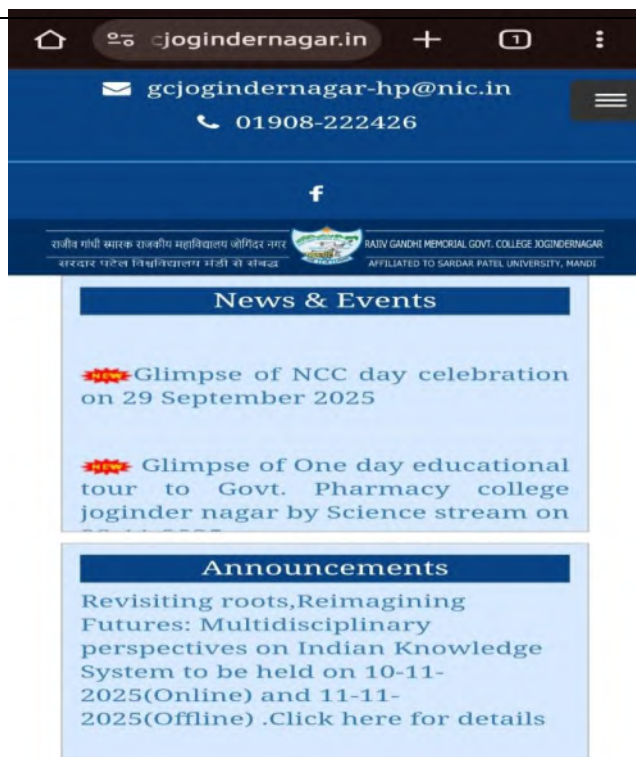 cjogindernagar.in
1
gcjogindernagar-hp@nic.in
01908-222426
f
राजीव गांधी स्मारक राजकीय महाविद्यालय जोगिंदर नगर
सरदार पटेल विश्वविद्यालय मंडी से संबद्ध
RAJIV GANDHI MEMORIAL GOVT. COLLEGE JOGINDERNAGAR
AFFILIATED TO SARDAR PATEL UNIVERSITY, MANDI
News & Events
NEW Glimpse of NCC day celebration
on 29 September 2025
NEW Glimpse of One day educational
tour to Govt. Pharmacy college
joginder nagar by Science stream on
Announcements
Revisiting roots,Reimagining
Futures: Multidisciplinary
perspectives on Indian Knowledge
System to be held on 10-11-
2025(Online) and 11-11-
2025(Offline) .Click here for details